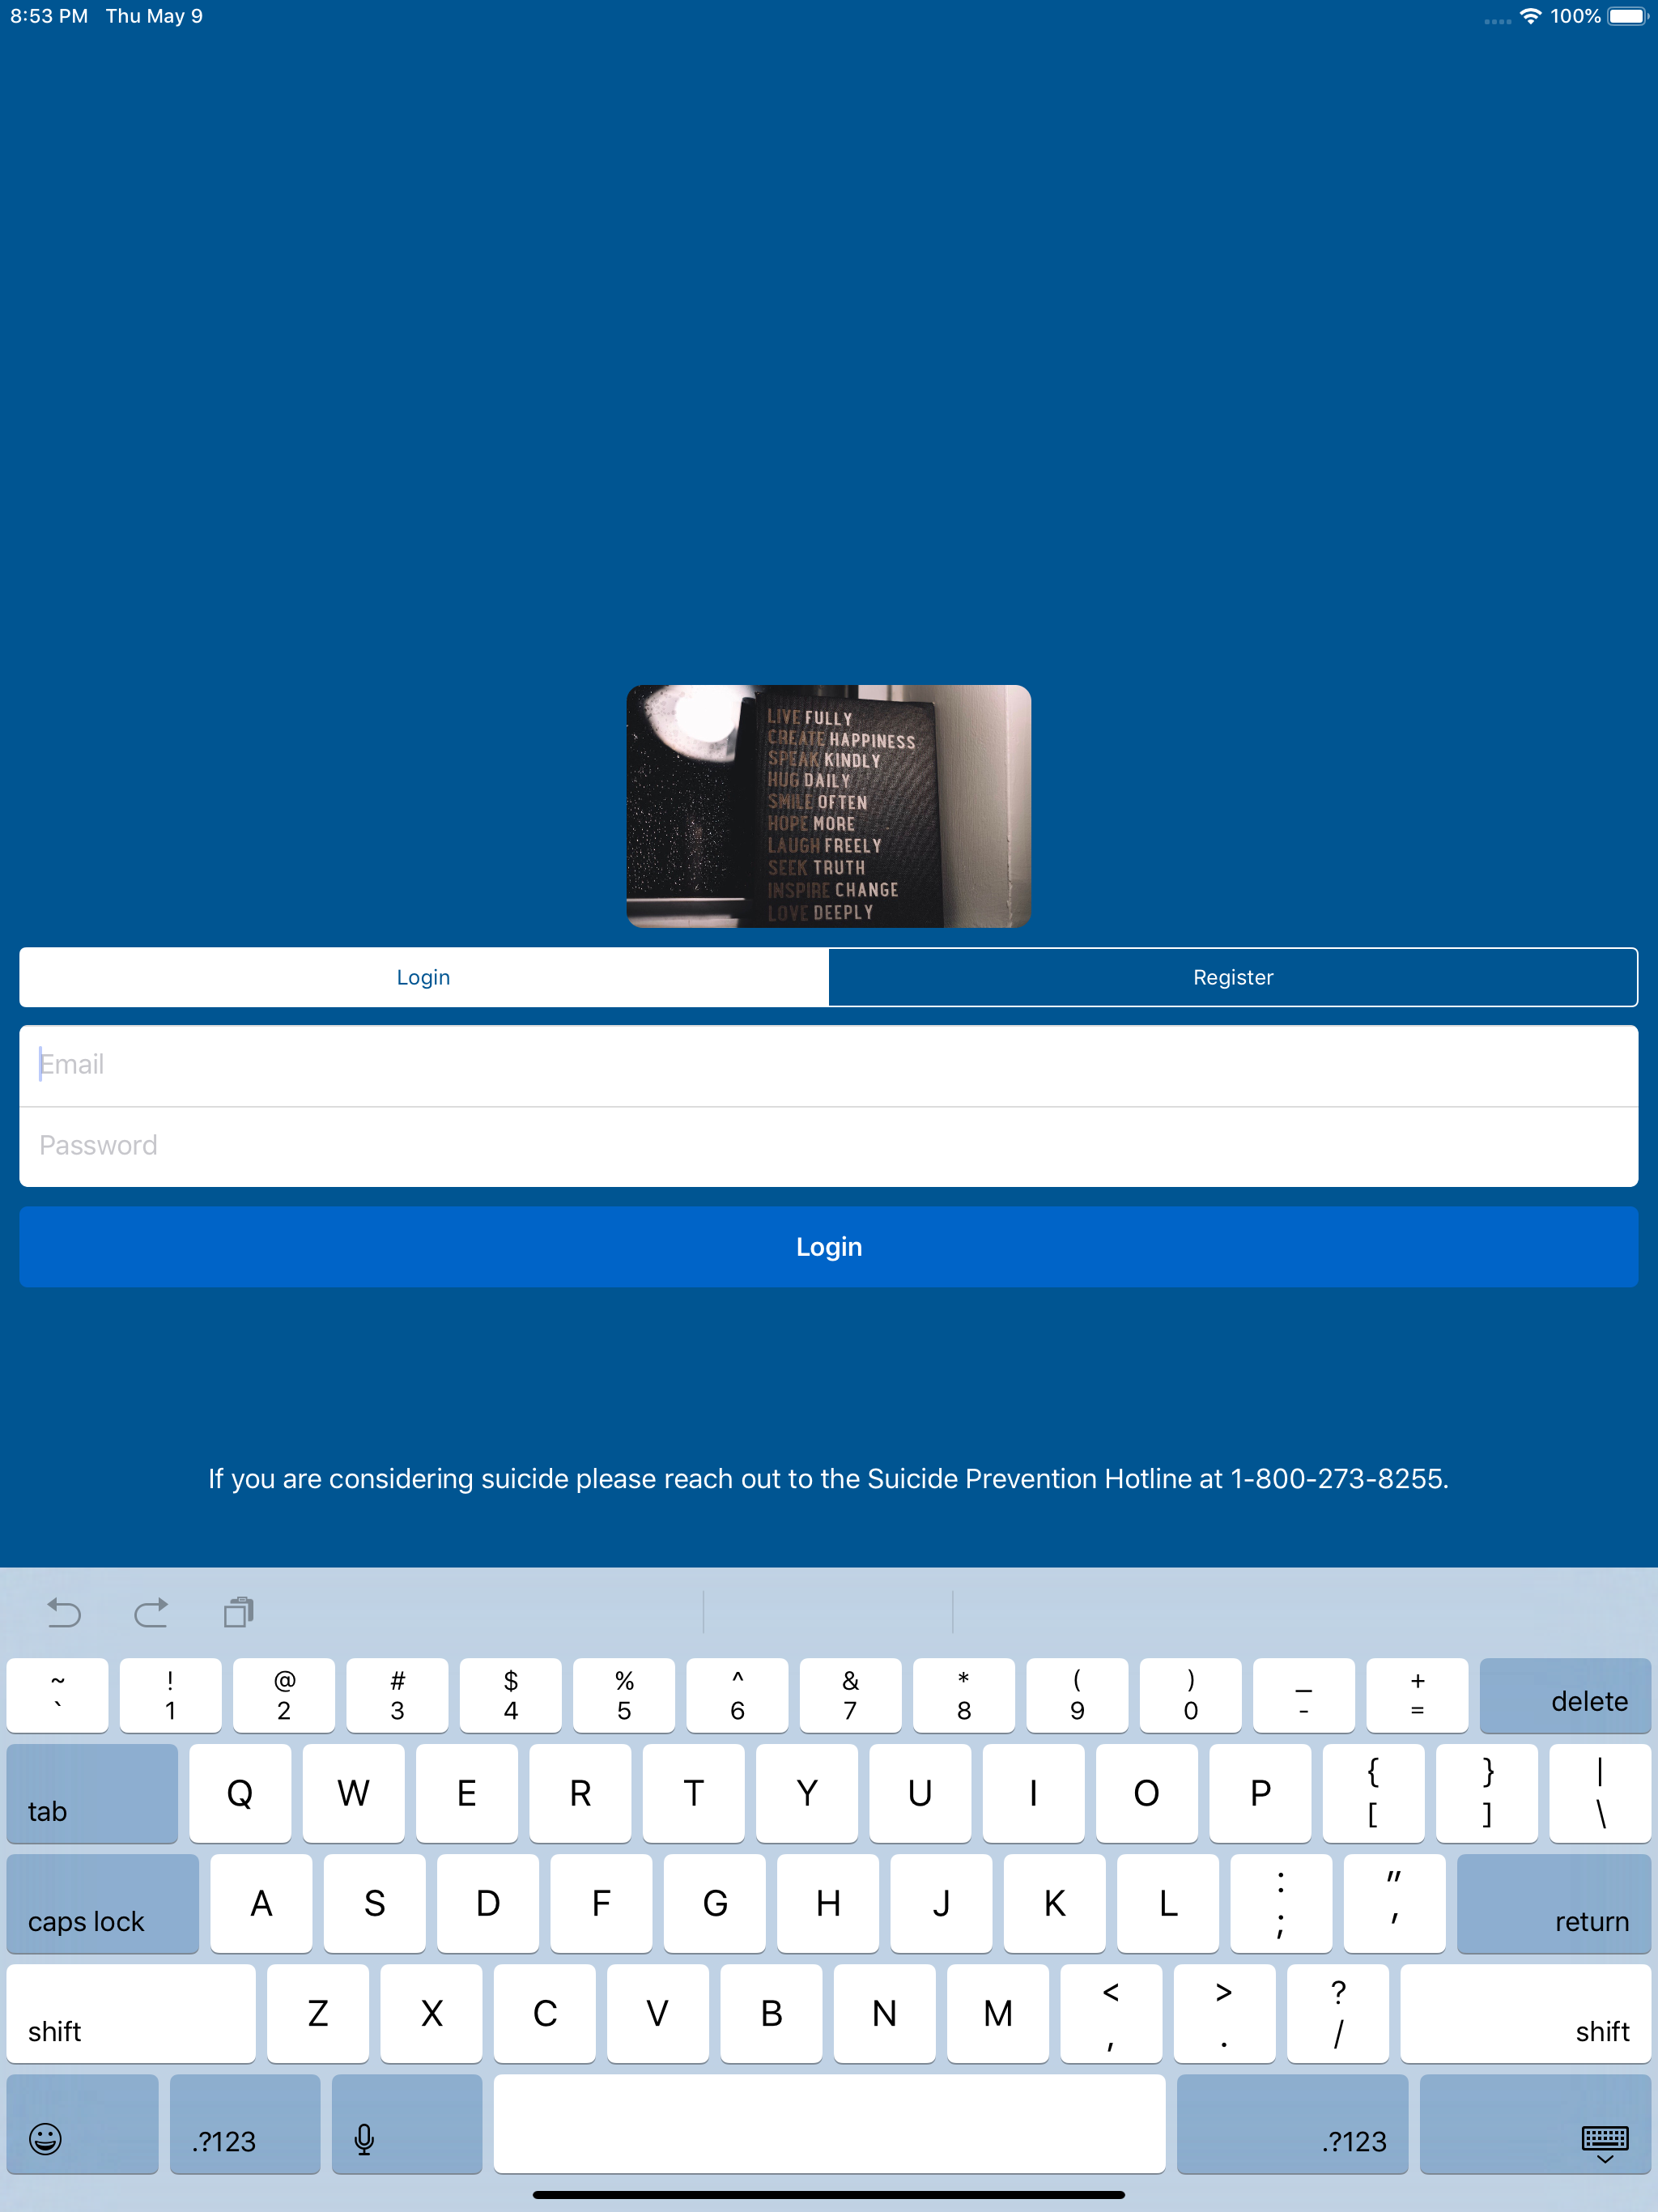 8:53 PM Thu May 9
100%
LIVE FULLY
CREATE HAPPINESS
SPEAK KINDLY
HUG DAILY
SMILE OFTEN
HOPE MORE
LAUGH FREELY
SEEK TRUTH
INSPIRE CHANGE
LOVE DEEPLY
Login Register
Email
Password
Login
If you are considering suicide please reach out to the Suicide Prevention Hotline at 1-800-273-8255.
~ ! @ # $ % ^ & * ( ) _ +
` 1 2 3 4 5 6 7 8 9 0 - = delete
tab Q W E R T Y U I O P { [ } ] | \
caps lock A S D F G H J K L : ; " ' return
shift Z X C V B N M < , > . ? / shift
.?123 .?123